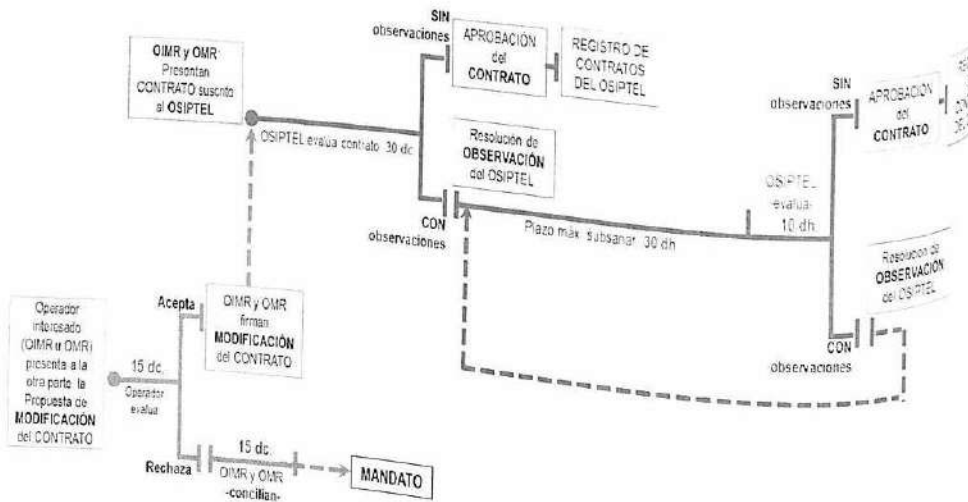 SIN
observaciones
APROBACIÓN
del
CONTRATO
REGISTRO DE
CONTRATOS
DEL OSIPTEL
OIMR y OMR
Presentan
CONTRATO suscrito
al OSIPTEL
OSIPTEL evalua contrato 30 dc.
Resolución de
OBSERVACIÓN
del OSIPTEL
CON
observaciones
Plazo máx. subsanar 30 dh
OSIPTEL
-evalua-
10 dh.
SIN
observaciones
APROBACIÓN
del
CONTRATO
Resolución de
OBSERVACIÓN
del OSIPTEL
CON
observaciones
Operador
interesado
(OIMR u OMR)
presenta a la
otra parte la
Propuesta de
MODIFICACIÓN
del CONTRATO
15 dc.
Operador
evalua
Acepta
OIMR y OMR
firman
MODIFICACIÓN
del CONTRATO
Rechaza
15 dc.
OIMR y OMR
-concilian-
MANDATO